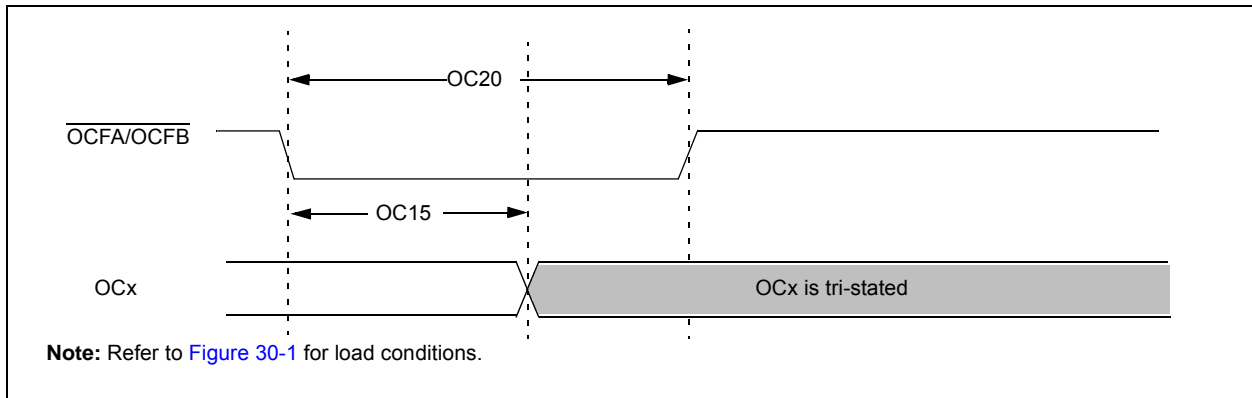 OC20
OCFA/OCFB
OC15
OCx
OCx is tri-stated
Note: Refer to Figure 30-1 for load conditions.